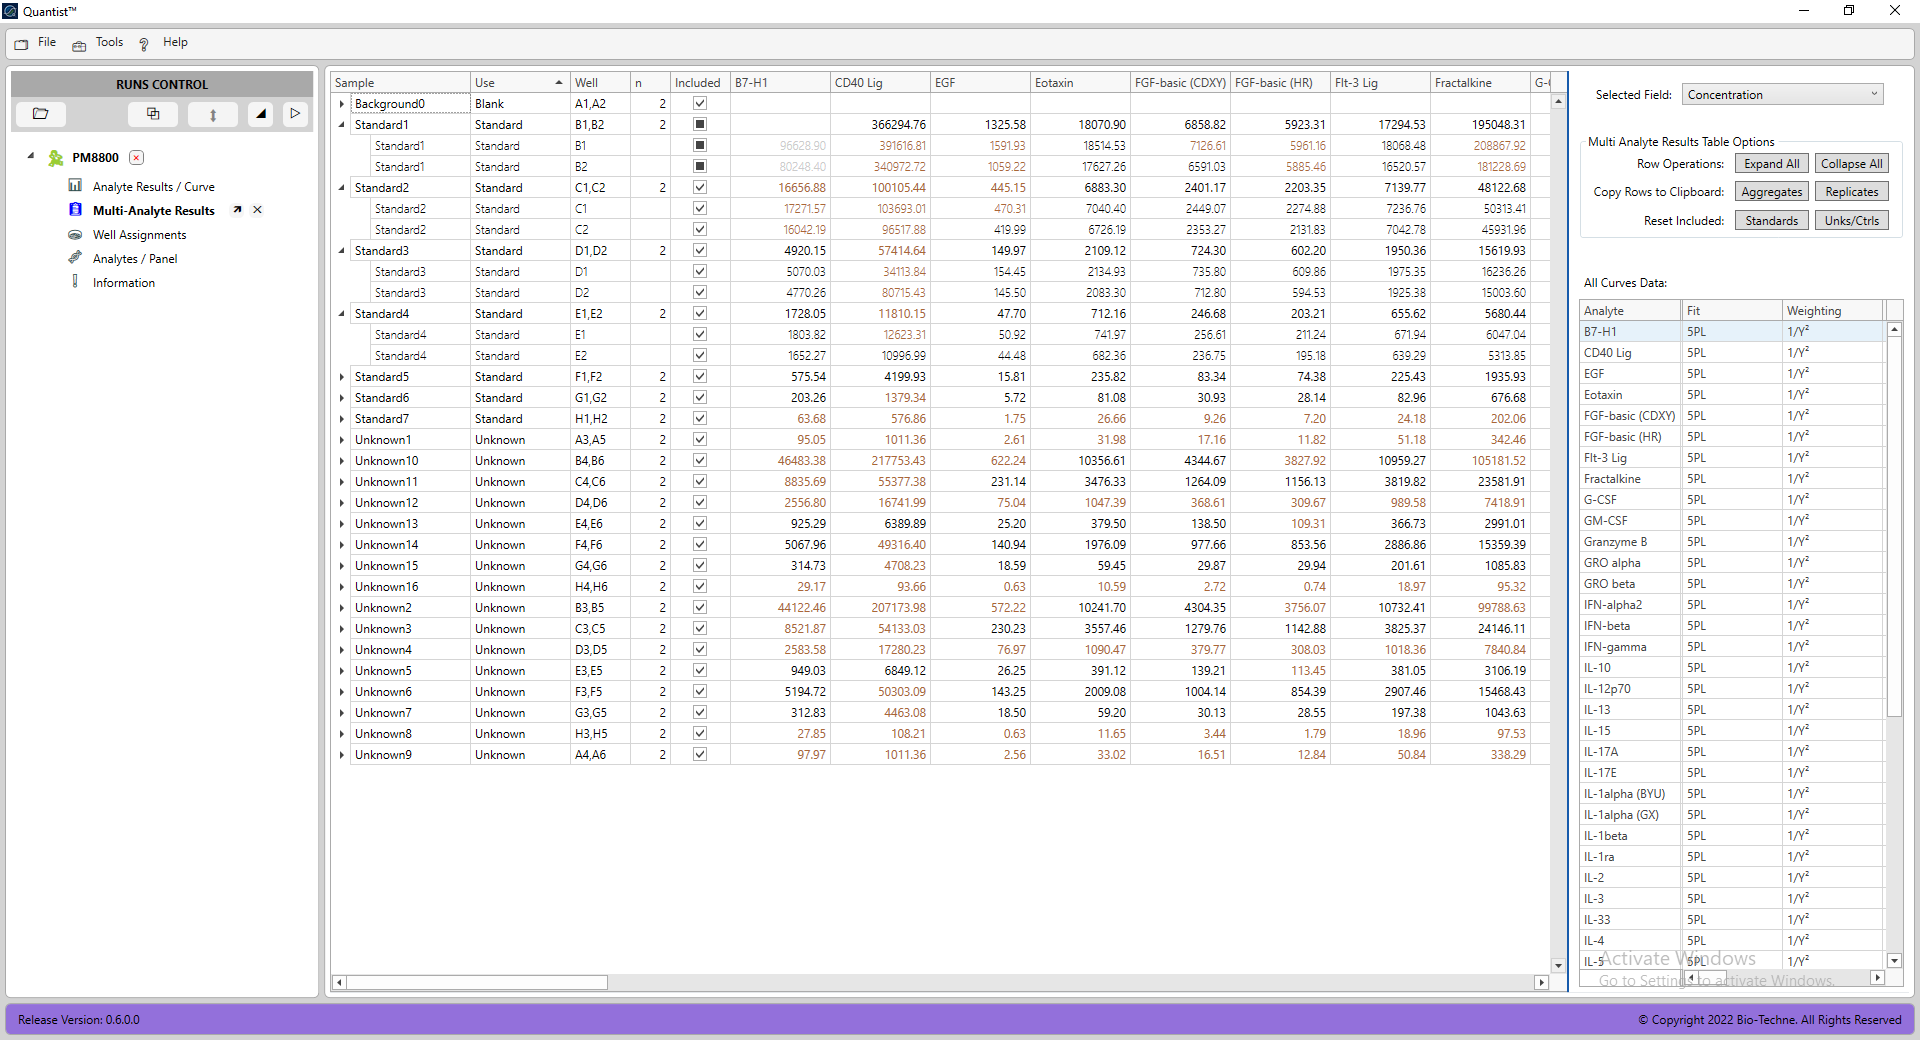 Quantist™
File Tools Help
RUNS CONTROL
PM8800
Analyte Results / Curve
Multi-Analyte Results
Well Assignments
Analytes / Panel
Information
Sample Use Well n Included B7-H1 CD40 Lig EGF Eotaxin FGF-basic (CDXY) FGF-basic (HR) Flt-3 Lig Fractalkine
Background0 Blank A1,A2 2
Standard1 Standard B1,B2 2 366294.76 1325.58 18070.90 6858.82 5923.31 17294.53 195048.31
Standard1 Standard B1 96628.90 391616.81 1591.93 18514.53 7126.61 5961.16 18068.48 208867.92
Standard1 Standard B2 80248.40 340972.72 1059.22 17627.26 6591.03 5885.46 16520.57 181228.69
Standard2 Standard C1,C2 2 16656.88 100105.44 445.15 6883.30 2401.17 2203.35 7139.77 48122.68
Standard2 Standard C1 17271.57 103693.01 470.31 7040.40 2449.07 2274.88 7236.76 50313.41
Standard2 Standard C2 16042.19 96517.88 419.99 6726.19 2353.27 2131.83 7042.78 45931.96
Standard3 Standard D1,D2 2 4920.15 57414.64 149.97 2109.12 724.30 602.20 1950.36 15619.93
Standard3 Standard D1 5070.03 34113.84 154.45 2134.93 735.80 609.86 1975.35 16236.26
Standard3 Standard D2 4770.26 80715.43 145.50 2083.30 712.80 594.53 1925.38 15003.60
Standard4 Standard E1,E2 2 1728.05 11810.15 47.70 712.16 246.68 203.21 655.62 5680.44
Standard4 Standard E1 1803.82 12623.31 50.92 741.97 256.61 211.24 671.94 6047.04
Standard4 Standard E2 1652.27 10996.99 44.48 682.36 236.75 195.18 639.29 5313.85
Standard5 Standard F1,F2 2 575.54 4199.93 15.81 235.82 83.34 74.38 225.43 1935.93
Standard6 Standard G1,G2 2 203.26 1379.34 5.72 81.08 30.93 28.14 82.96 676.68
Standard7 Standard H1,H2 2 63.68 576.86 1.75 26.66 9.26 7.20 24.18 202.06
Unknown1 Unknown A3,A5 2 95.05 1011.36 2.61 31.98 17.16 11.82 51.18 342.46
Unknown10 Unknown B4,B6 2 46483.38 217753.43 622.24 10356.61 4344.67 3827.92 10959.27 105181.52
Unknown11 Unknown C4,C6 2 8835.69 55377.38 231.14 3476.33 1264.09 1156.13 3819.82 23581.91
Unknown12 Unknown D4,D6 2 2556.80 16741.99 75.04 1047.39 368.61 309.67 989.58 7418.91
Unknown13 Unknown E4,E6 2 925.29 6389.89 25.20 379.50 138.50 109.31 366.73 2991.01
Unknown14 Unknown F4,F6 2 5067.96 49316.40 140.94 1976.09 977.66 853.56 2886.86 15359.39
Unknown15 Unknown G4,G6 2 314.73 4708.23 18.59 59.45 29.87 29.94 201.61 1085.83
Unknown16 Unknown H4,H6 2 29.17 93.66 0.63 10.59 2.72 0.74 18.97 95.32
Unknown2 Unknown B3,B5 2 44122.46 207173.98 572.22 10241.70 4304.35 3756.07 10732.41 99788.63
Unknown3 Unknown C3,C5 2 8521.87 54133.03 230.23 3557.46 1279.76 1142.88 3825.37 24146.11
Unknown4 Unknown D3,D5 2 2583.58 17280.23 76.97 1090.47 379.77 308.03 1018.36 7840.84
Unknown5 Unknown E3,E5 2 949.03 6849.12 26.25 391.12 139.21 113.45 381.05 3106.19
Unknown6 Unknown F3,F5 2 5194.72 50303.09 143.25 2009.08 1004.14 854.39 2907.46 15468.43
Unknown7 Unknown G3,G5 2 312.83 4463.08 18.50 59.20 30.13 28.55 197.38 1043.63
Unknown8 Unknown H3,H5 2 27.85 108.21 0.63 11.65 3.44 1.79 18.96 97.53
Unknown9 Unknown A4,A6 2 97.97 1011.36 2.56 33.02 16.51 12.84 50.84 338.29
Selected Field: Concentration
Multi Analyte Results Table Options
Row Operations: Expand All Collapse All
Copy Rows to Clipboard: Aggregates Replicates
Reset Included: Standards Unks/Ctrls
All Curves Data:
Analyte Fit Weighting
B7-H1 5PL 1/Y²
CD40 Lig 5PL 1/Y²
EGF 5PL 1/Y²
Eotaxin 5PL 1/Y²
FGF-basic (CDXY) 5PL 1/Y²
FGF-basic (HR) 5PL 1/Y²
Flt-3 Lig 5PL 1/Y²
Fractalkine 5PL 1/Y²
G-CSF 5PL 1/Y²
GM-CSF 5PL 1/Y²
Granzyme B 5PL 1/Y²
GRO alpha 5PL 1/Y²
GRO beta 5PL 1/Y²
IFN-alpha2 5PL 1/Y²
IFN-beta 5PL 1/Y²
IFN-gamma 5PL 1/Y²
IL-10 5PL 1/Y²
IL-12p70 5PL 1/Y²
IL-13 5PL 1/Y²
IL-15 5PL 1/Y²
IL-17A 5PL 1/Y²
IL-17E 5PL 1/Y²
IL-1alpha (BYU) 5PL 1/Y²
IL-1alpha (GX) 5PL 1/Y²
IL-1beta 5PL 1/Y²
IL-1ra 5PL 1/Y²
IL-2 5PL 1/Y²
IL-3 5PL 1/Y²
IL-33 5PL 1/Y²
IL-4 5PL 1/Y²
IL-5 5PL 1/Y²
Activate Windows
Go to Settings to activate Windows.
Release Version: 0.6.0.0
© Copyright 2022 Bio-Techne. All Rights Reserved